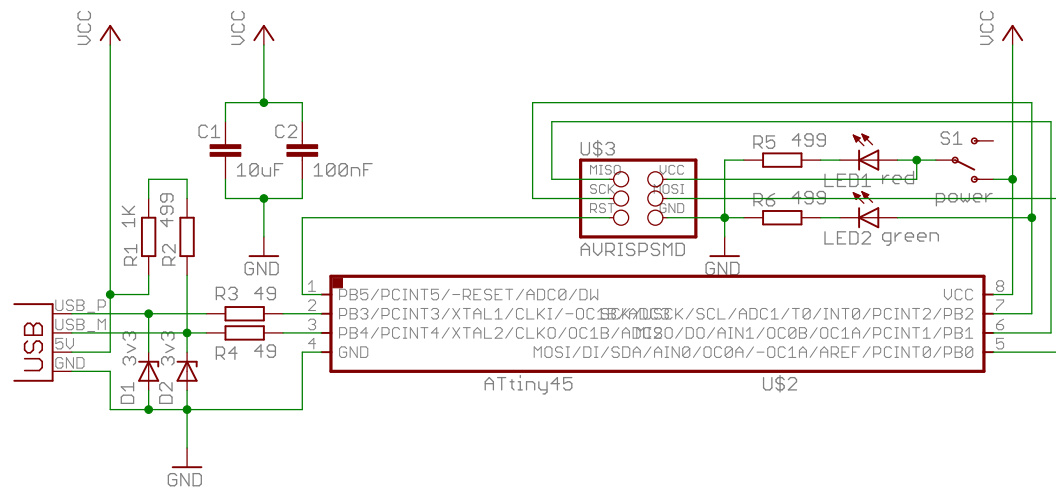 VCC
VCC
VCC
C1
C2
10uF
100nF
U$3
MISO
VCC
SCK
MOSI
RST
GND
AVRISPSMD
R5
499
LED1
red
S1
power
R6
499
LED2
green
GND
GND
R1
1K
R2
499
USB
USB_P
USB_M
5V
GND
D1
3v3
D2
3v3
R3
49
R4
49
GND
1
2
3
4
PB5/PCINT5/-RESET/ADC0/DW
PB3/PCINT3/XTAL1/CLKI/-OC1B/ADC3
PB4/PCINT4/XTAL2/CLKO/OC1B/ADC2
GND
VCC
SCK/USCK/SCL/ADC1/T0/INT0/PCINT2/PB2
MISO/DO/AIN1/OC0B/OC1A/PCINT1/PB1
MOSI/DI/SDA/AIN0/OC0A/-OC1A/AREF/PCINT0/PB0
8
7
6
5
ATtiny45
U$2